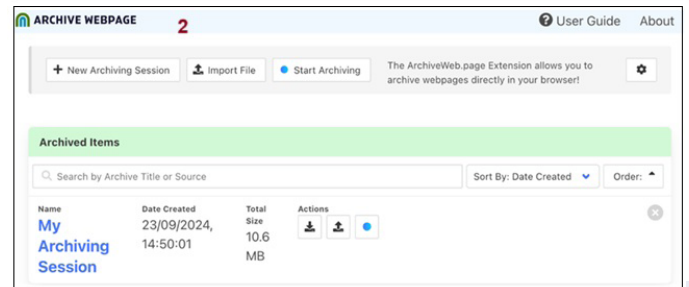 ARCHIVE WEBPAGE
2
User Guide
About
New Archiving Session
Import File
Start Archiving
The ArchiveWeb.page Extension allows you to
archive webpages directly in your browser!
Archived Items
Search by Archive Title or Source
Sort By: Date Created
Order:
Name
Date Created
Total
Size
Actions
My
Archiving
Session
23/09/2024,
14:50:01
10.6
MB